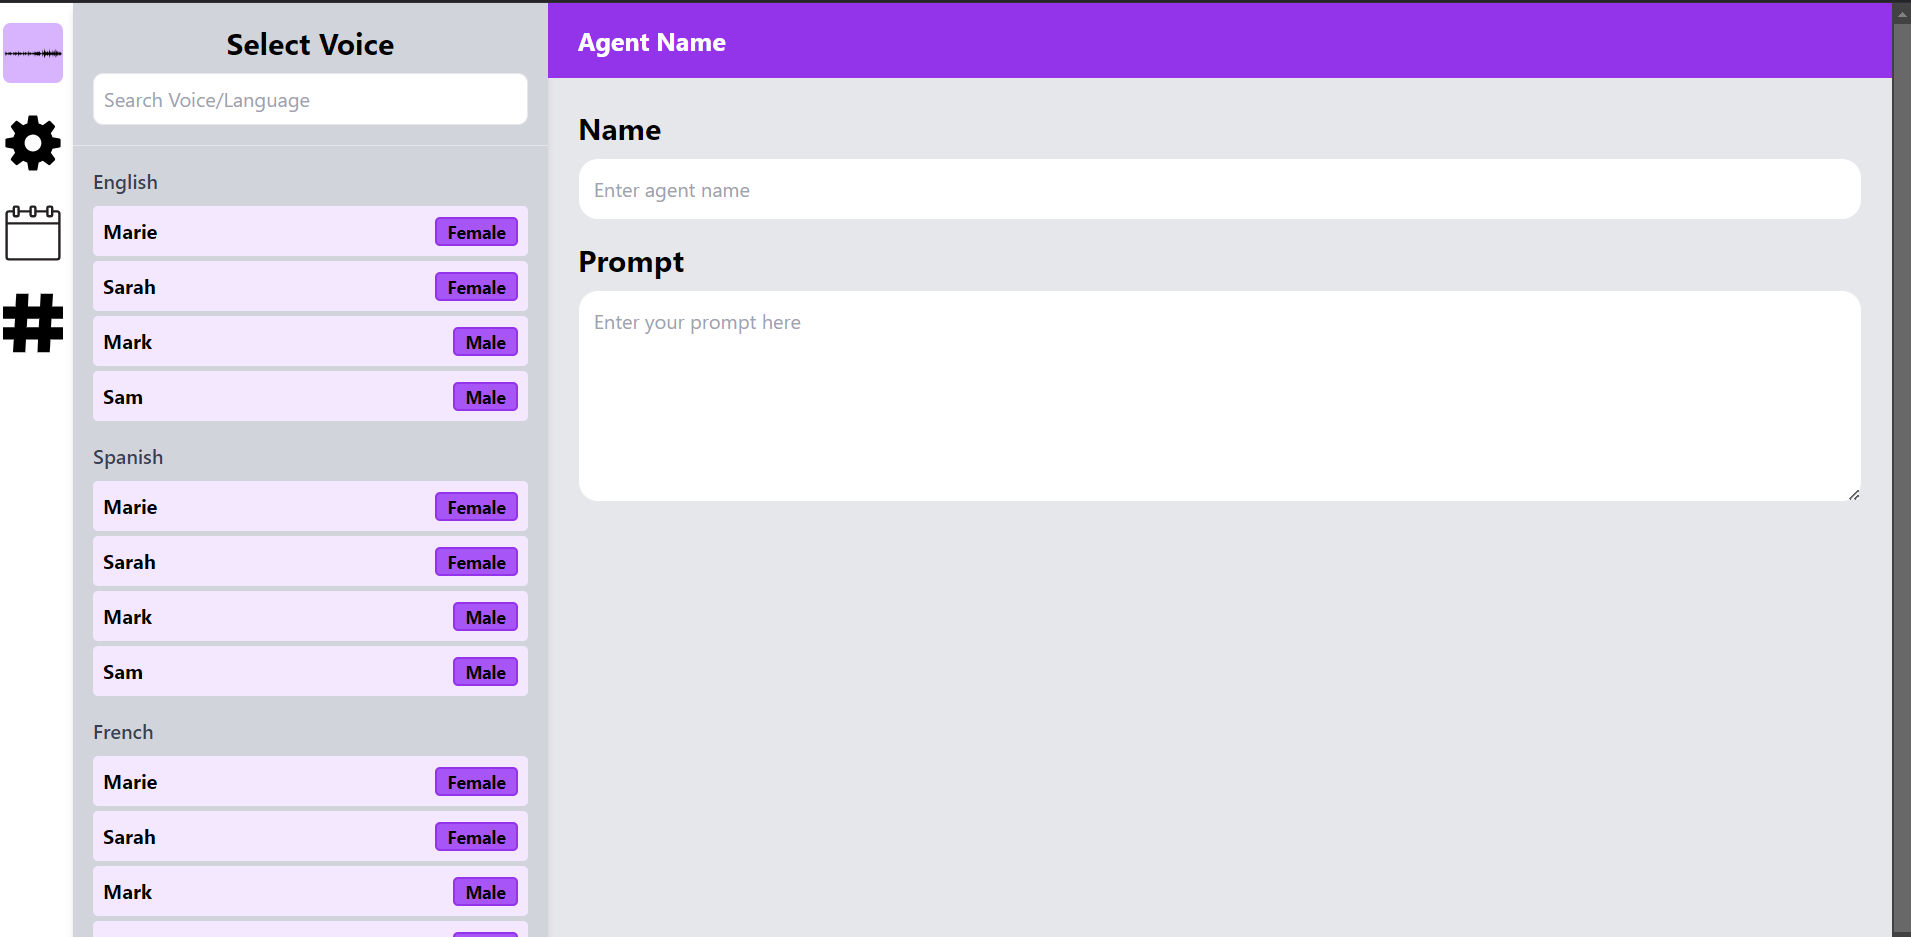 Select Voice
Search Voice/Language
English
Marie Female
Sarah Female
Mark Male
Sam Male
Spanish
Marie Female
Sarah Female
Mark Male
Sam Male
French
Marie Female
Sarah Female
Mark Male
Agent Name
Name
Enter agent name
Prompt
Enter your prompt here